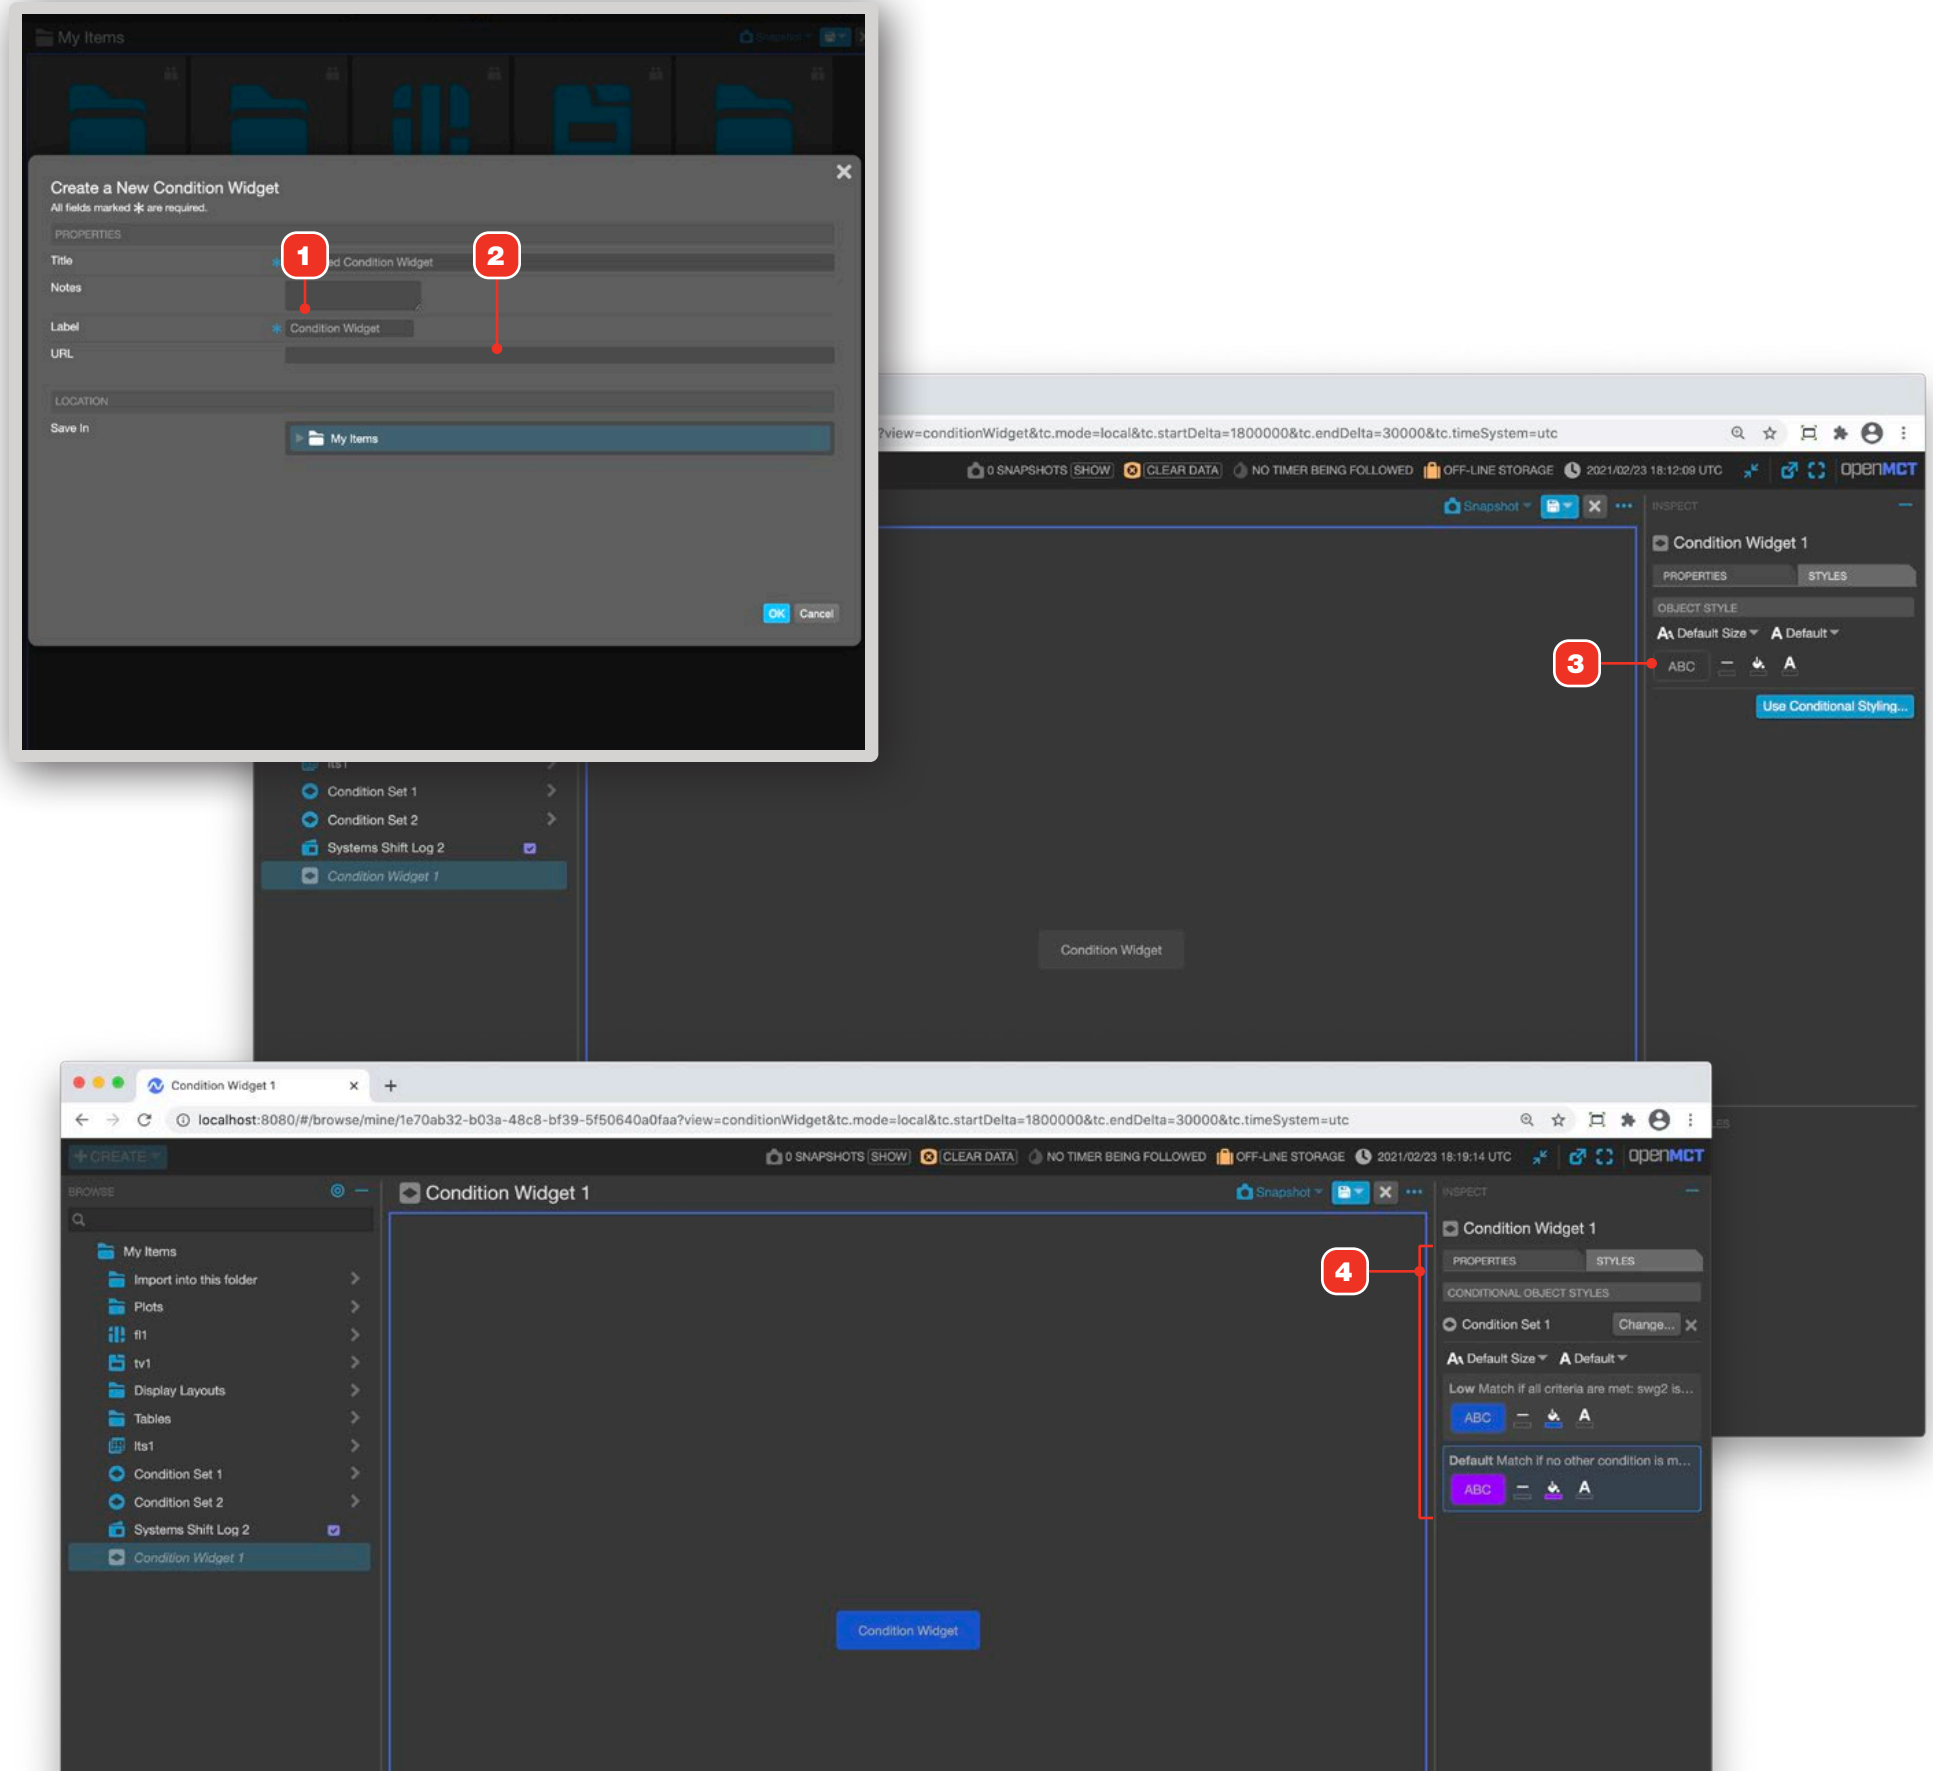 My Items
Snapshot
Create a New Condition Widget
All fields marked * are required.
PROPERTIES
1
2
Title
ed Condition Widget
Notes
Label
Condition Widget
URL
LOCATION
Save In
My Items
OK
Cancel
?view=conditionWidget&tc.mode=local&tc.startDelta=1800000&tc.endDelta=30000&tc.timeSystem=utc
0 SNAPSHOTS SHOW CLEAR DATA NO TIMER BEING FOLLOWED OFF-LINE STORAGE 2021/02/23 18:12:09 UTC openMCT
Snapshot
INSPECT
Condition Widget 1
PROPERTIES
STYLES
OBJECT STYLE
Default Size
A Default
3
ABC
A
Use Conditional Styling...
lts1
Condition Set 1
Condition Set 2
Systems Shift Log 2
Condition Widget 1
Condition Widget
Condition Widget 1
localhost:8080/#/browse/mine/1e70ab32-b03a-48c8-bf39-5f50640a0faa?view=conditionWidget&tc.mode=local&tc.startDelta=1800000&tc.endDelta=30000&tc.timeSystem=utc
+ CREATE
0 SNAPSHOTS SHOW CLEAR DATA NO TIMER BEING FOLLOWED OFF-LINE STORAGE 2021/02/23 18:19:14 UTC openMCT
BROWSE
Condition Widget 1
Snapshot
INSPECT
My Items
Import into this folder
Plots
fl1
tv1
Display Layouts
Tables
lts1
Condition Set 1
Condition Set 2
Systems Shift Log 2
Condition Widget 1
Condition Widget
Condition Widget 1
4
PROPERTIES
STYLES
CONDITIONAL OBJECT STYLES
Condition Set 1
Change...
Default Size
A Default
Low Match if all criteria are met: swg2 is...
ABC
A
Default Match if no other condition is m...
ABC
A